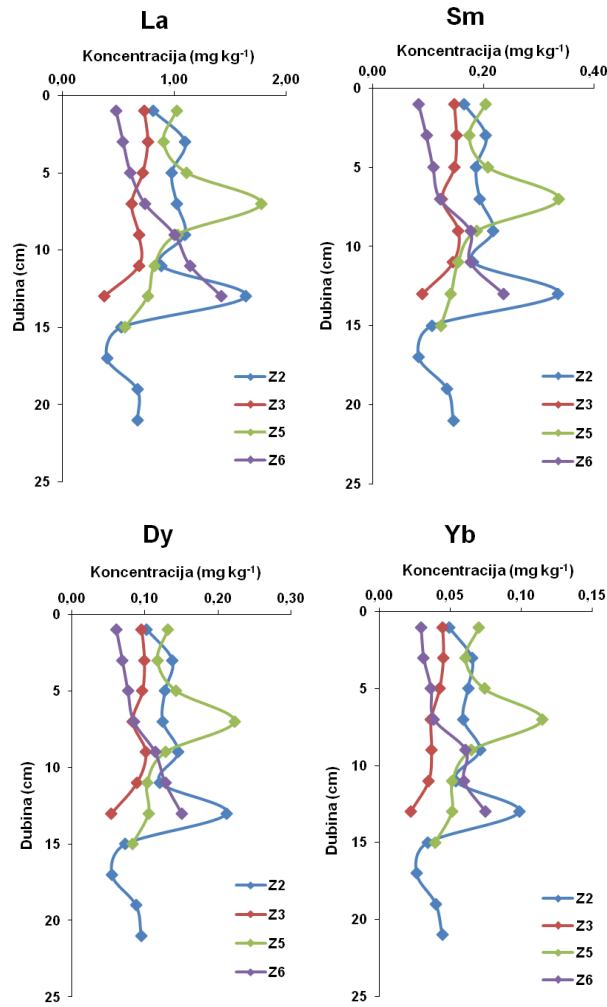 La
Koncentracija (mg kg-1)
0,00 1,00 2,00
0
5
10
15
20
25
Dubina (cm)
Z2
Z3
Z5
Z6
Sm
Koncentracija (mg kg-1)
0,00 0,20 0,40
0
5
10
15
20
25
Dubina (cm)
Z2
Z3
Z5
Z6
Dy
Koncentracija (mg kg-1)
0,00 0,10 0,20 0,30
0
5
10
15
20
25
Dubina (cm)
Z2
Z3
Z5
Z6
Yb
Koncentracija (mg kg-1)
0,00 0,05 0,10 0,15
0
5
10
15
20
25
Dubina (cm)
Z2
Z3
Z5
Z6